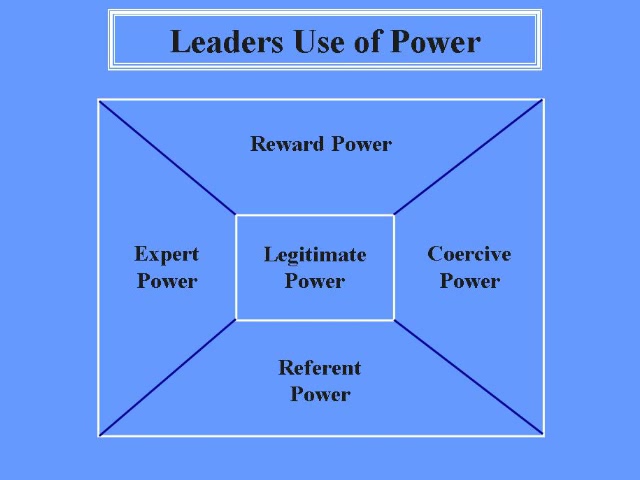 Leaders Use of Power
Reward Power
Expert
Power
Legitimate
Power
Coercive
Power
Referent
Power